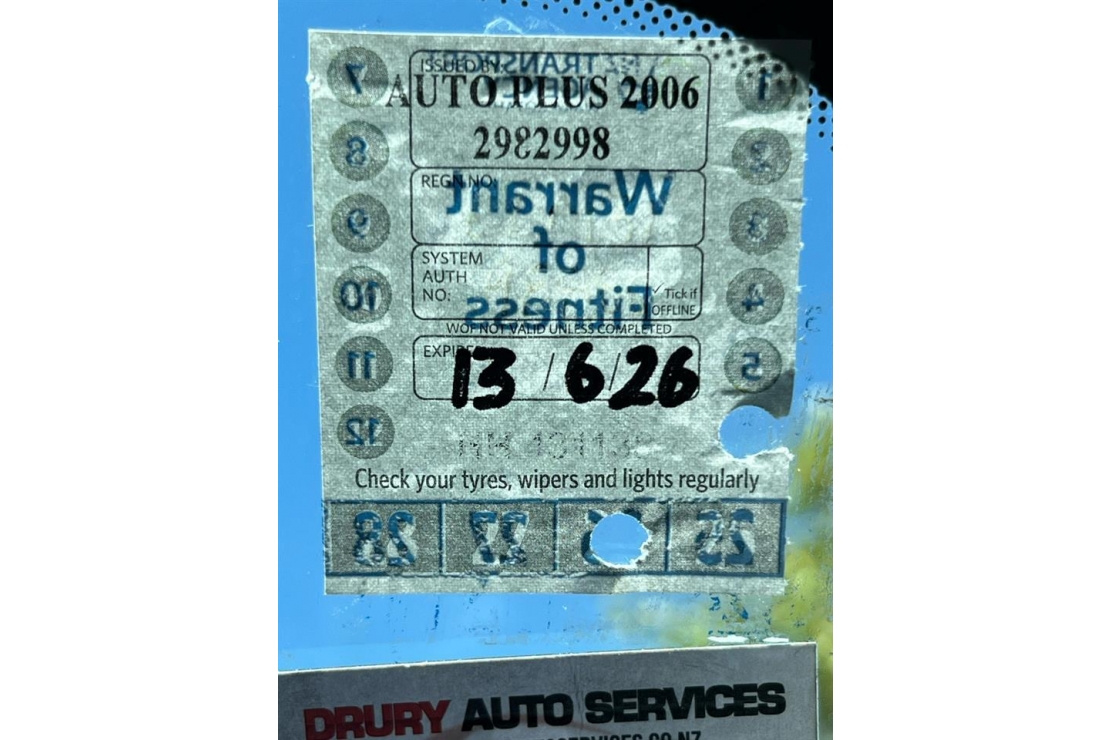 NZ TRANSPORT
ISSUED BY:
AUTO PLUS 2006
2982998
REGN NO:
Warrant
of
Fitness
SYSTEM
AUTH
NO:
✓ Tick if
OFFLINE
WOF NOT VALID UNLESS COMPLETED
EXPIRES:
13 / 6 / 26
7
8
9
10
11
12
1
2
3
4
5
Check your tyres, wipers and lights regularly
28 27 25
DRURY AUTO SERVICES